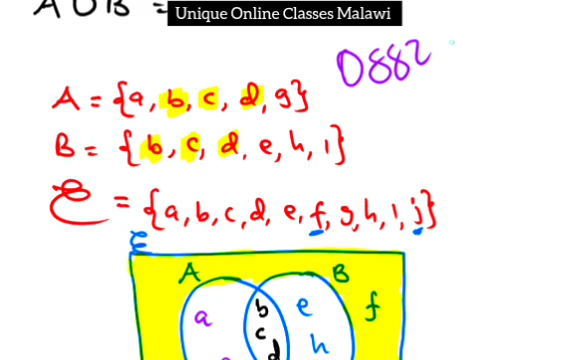 A B =
Unique Online Classes Malawi
0882
A = {a, b, c, d, g}
B = {b, c, d, e, h, i}
ℰ = {a, b, c, d, e, f, g, h, i, j}
ℰ
A B
a b e f
c h
d